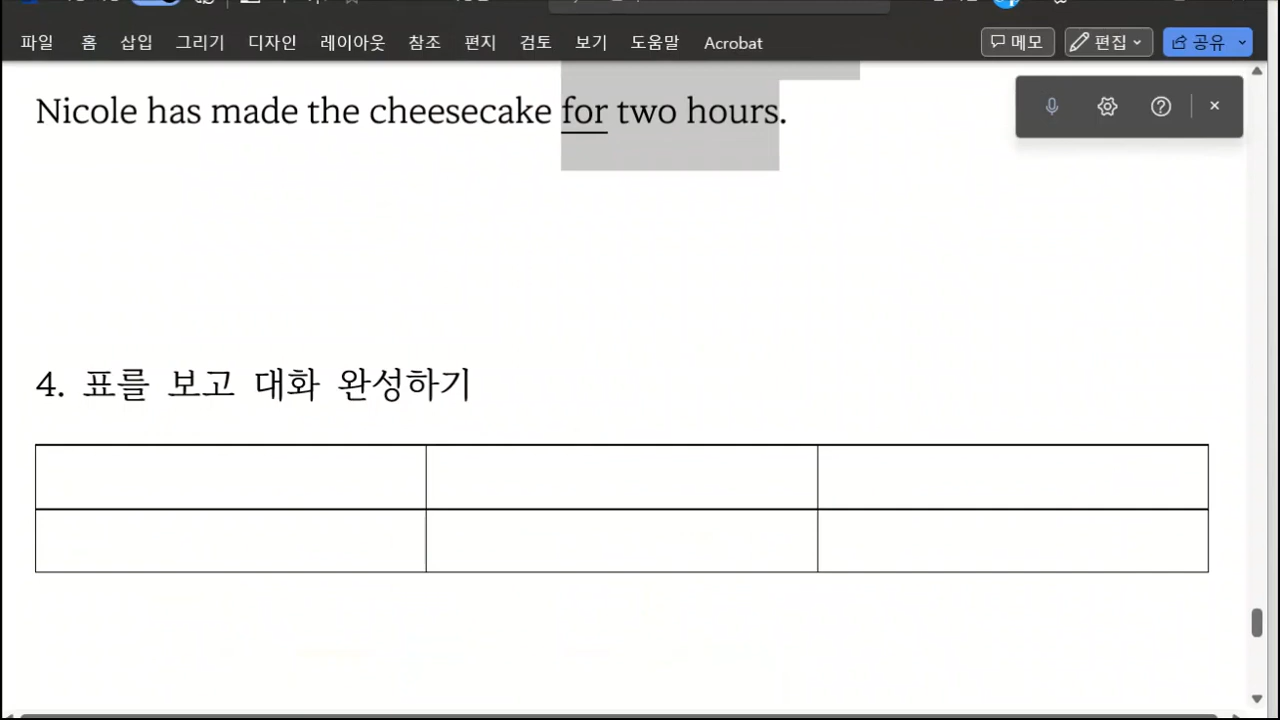 파일 홈 삽입 그리기 디자인 레이아웃 참조 편지 검토 보기 도움말 Acrobat 메모 편집 공유
Nicole has made the cheesecake for two hours.
4. 표를 보고 대화 완성하기